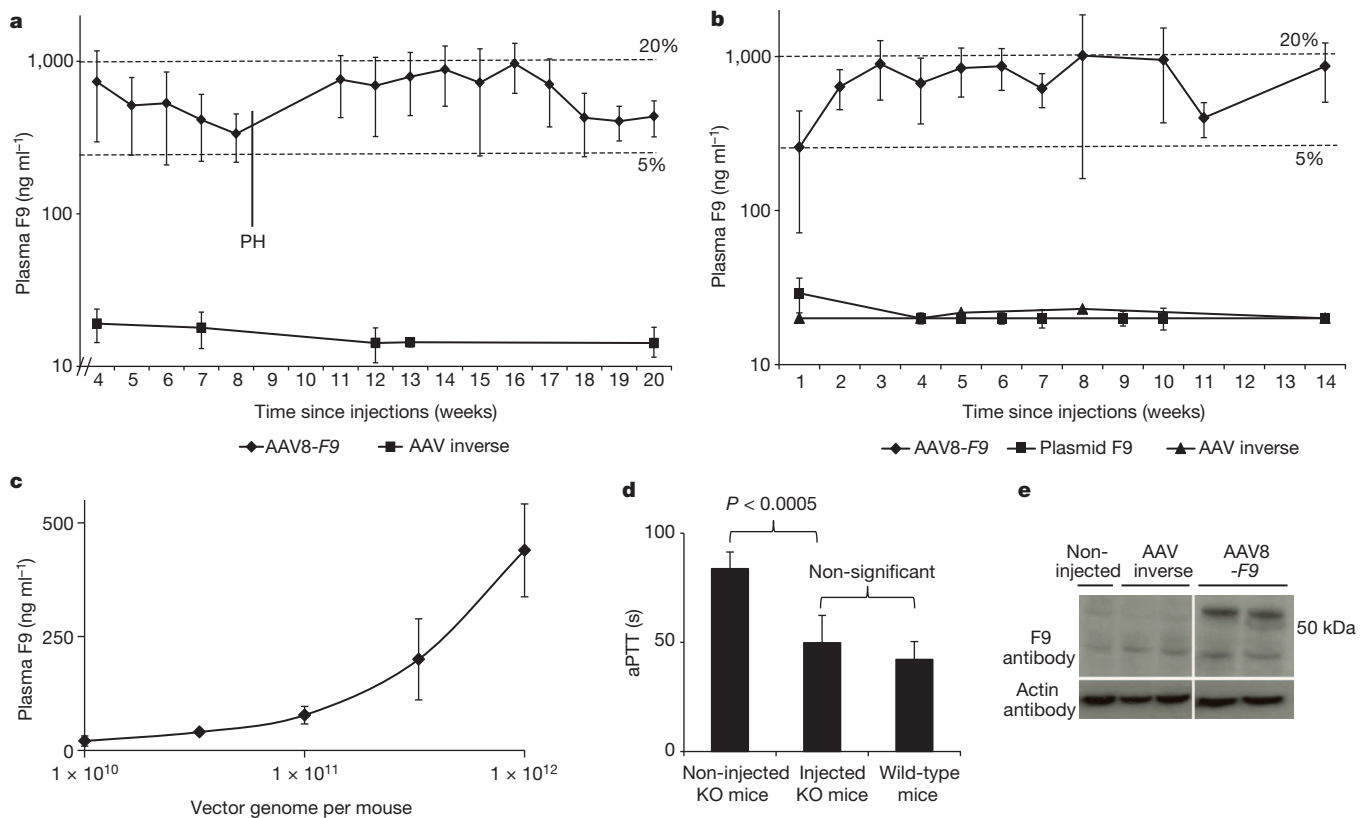 a
Plasma F9 (ng ml⁻¹)
1,000
100
10
20%
5%
PH
4 5 6 7 8 9 10 11 12 13 14 15 16 17 18 19 20
Time since injections (weeks)
AAV8-F9 AAV inverse
b
Plasma F9 (ng ml⁻¹)
1,000
100
10
20%
5%
1 2 3 4 5 6 7 8 9 10 11 12 13 14
Time since injections (weeks)
AAV8-F9 Plasmid F9 AAV inverse
c
Plasma F9 (ng ml⁻¹)
500
250
0
1 × 10¹⁰ 1 × 10¹¹ 1 × 10¹²
Vector genome per mouse
d
P < 0.0005
Non-significant
aPTT (s)
100
50
0
Non-injected
KO mice
Injected
KO mice
Wild-type
mice
e
Non-
injected
AAV
inverse
AAV8
-F9
F9
antibody
50 kDa
Actin
antibody